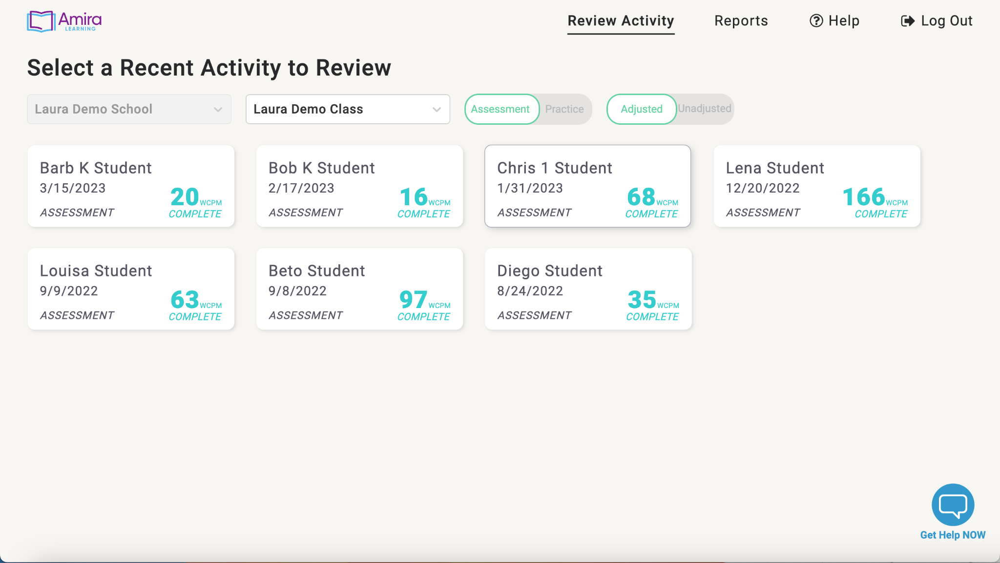 Amira
LEARNING
Review Activity
Reports
Help
Log Out
Select a Recent Activity to Review
Laura Demo School
Laura Demo Class
Assessment
Practice
Adjusted
Unadjusted
Barb K Student
3/15/2023
20 WCPM
ASSESSMENT
COMPLETE
Bob K Student
2/17/2023
16 WCPM
ASSESSMENT
COMPLETE
Chris 1 Student
1/31/2023
68 WCPM
ASSESSMENT
COMPLETE
Lena Student
12/20/2022
166 WCPM
ASSESSMENT
COMPLETE
Louisa Student
9/9/2022
63 WCPM
ASSESSMENT
COMPLETE
Beto Student
9/8/2022
97 WCPM
ASSESSMENT
COMPLETE
Diego Student
8/24/2022
35 WCPM
ASSESSMENT
COMPLETE
Get Help NOW